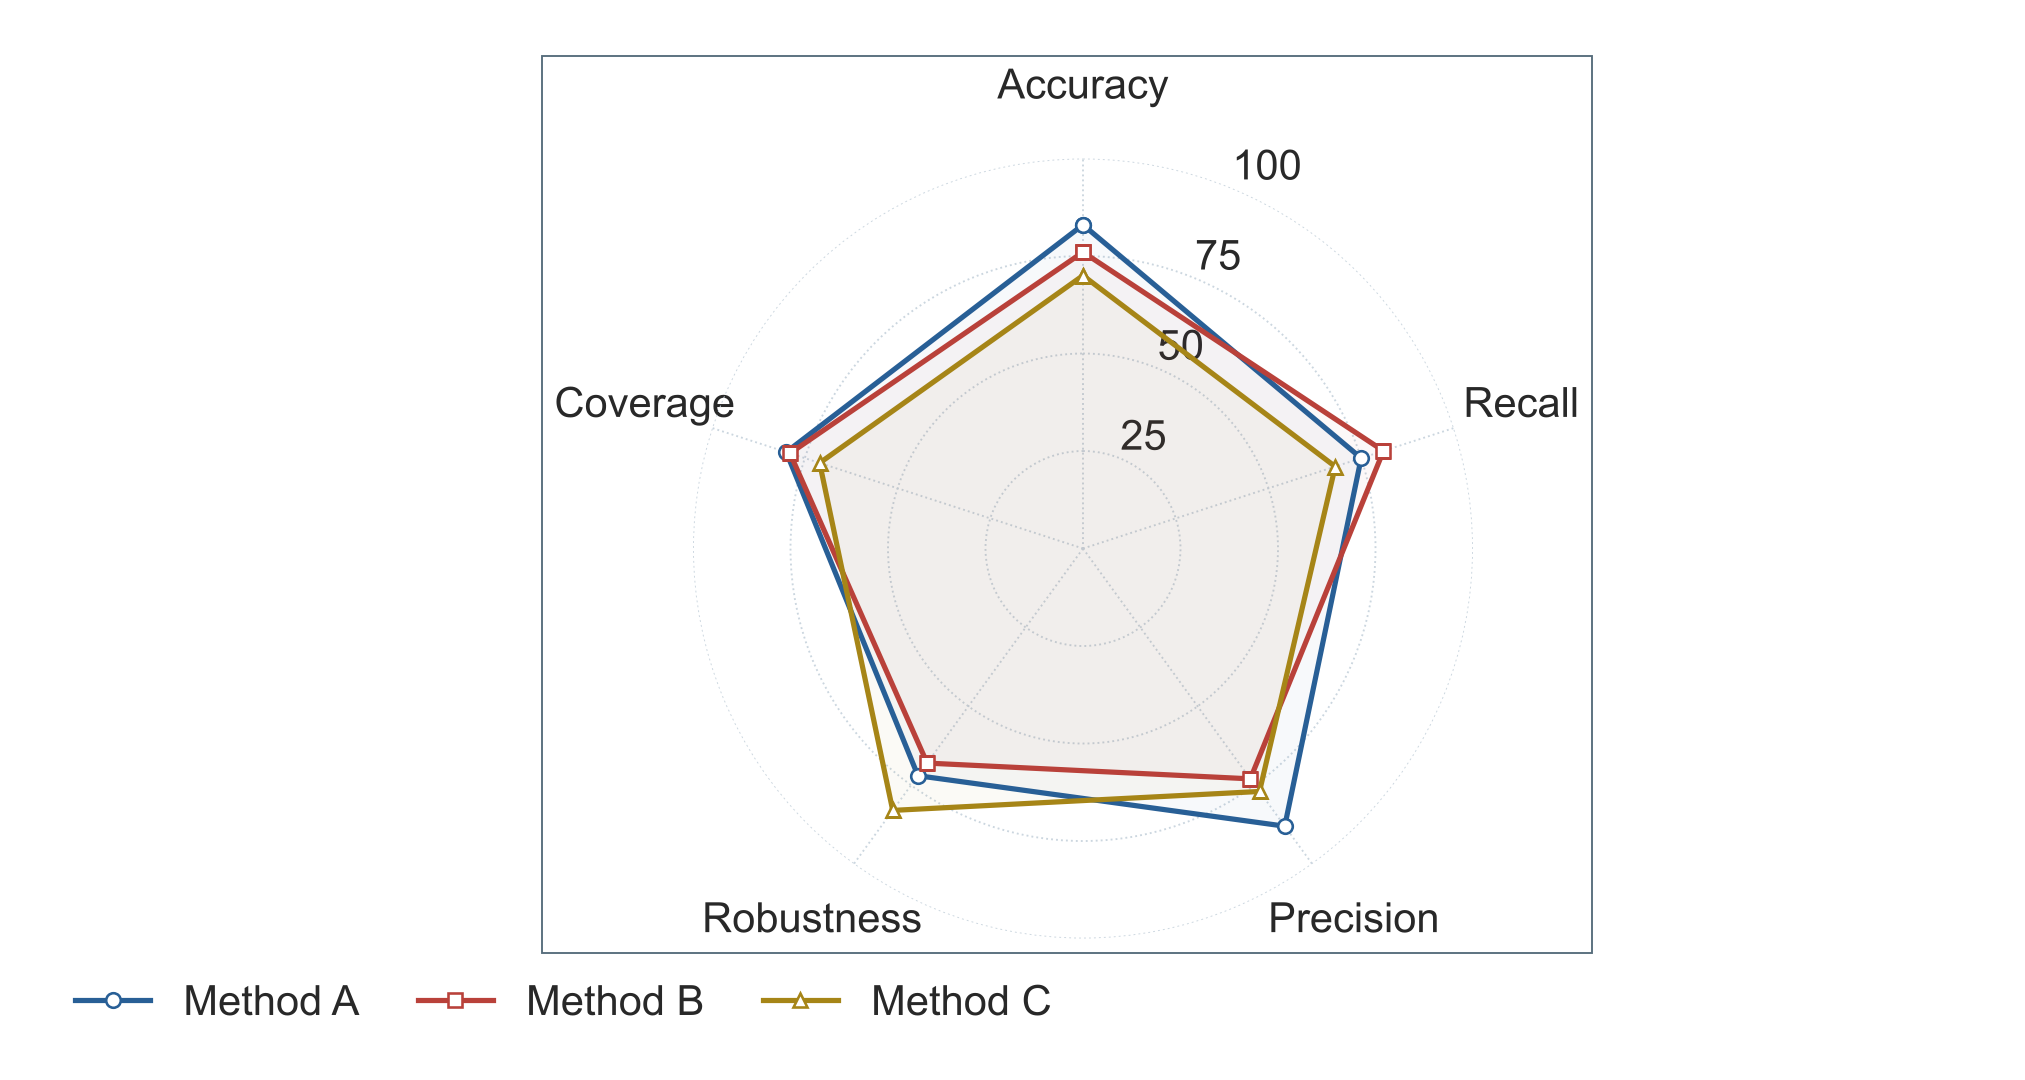 Accuracy
100
75
50
25
Coverage
Recall
Robustness
Precision
Method A
Method B
Method C